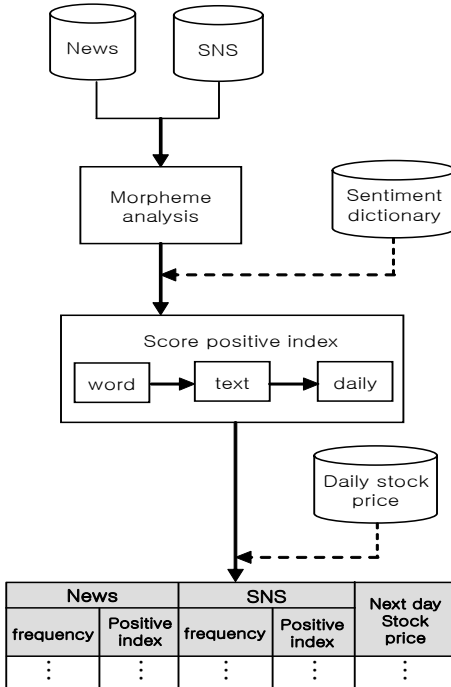 News
SNS
Morpheme
analysis
Sentiment
dictionary
Score positive index
word
text
daily
Daily stock
price
News
SNS
Next day
Stock
price
frequency
Positive
index
frequency
Positive
index
⋮ ⋮ ⋮ ⋮ ⋮